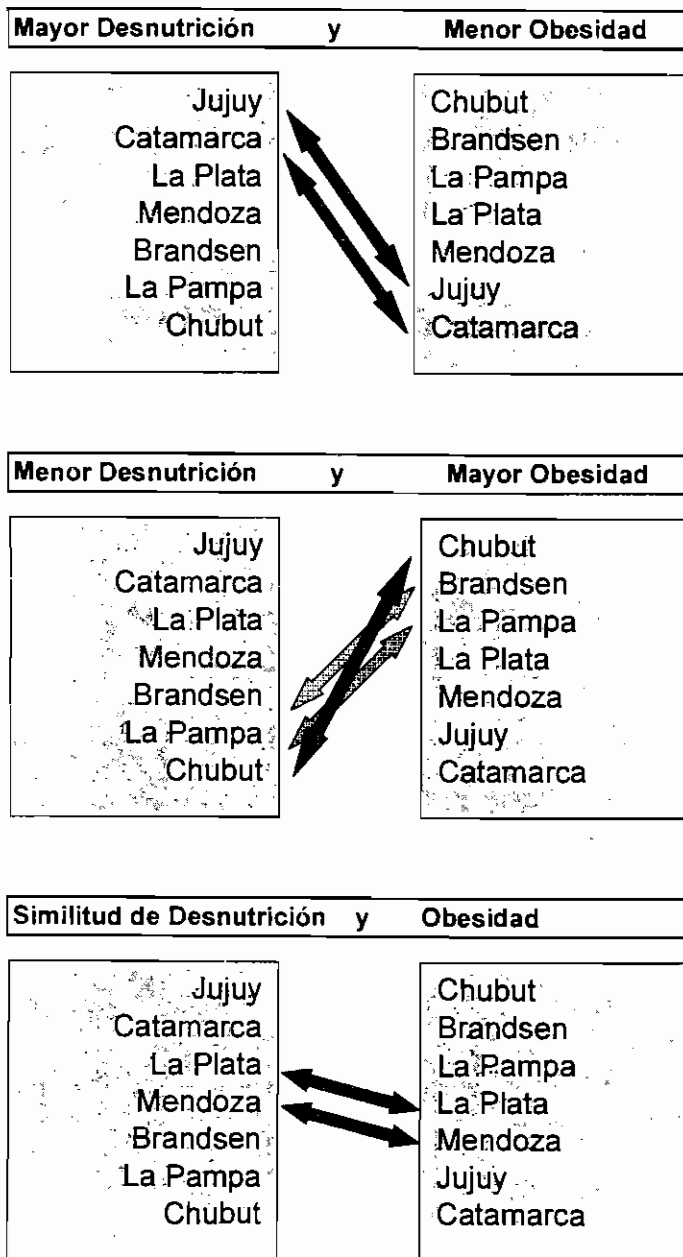 Mayor Desnutrición y Menor Obesidad
Jujuy
Catamarca
La Plata
Mendoza
Brandsen
La Pampa
Chubut
Chubut
Brandsen
La Pampa
La Plata
Mendoza
Jujuy
Catamarca
Menor Desnutrición y Mayor Obesidad
Jujuy
Catamarca
La Plata
Mendoza
Brandsen
La Pampa
Chubut
Chubut
Brandsen
La Pampa
La Plata
Mendoza
Jujuy
Catamarca
Similitud de Desnutrición y Obesidad
Jujuy
Catamarca
La Plata
Mendoza
Brandsen
La Pampa
Chubut
Chubut
Brandsen
La Pampa
La Plata
Mendoza
Jujuy
Catamarca